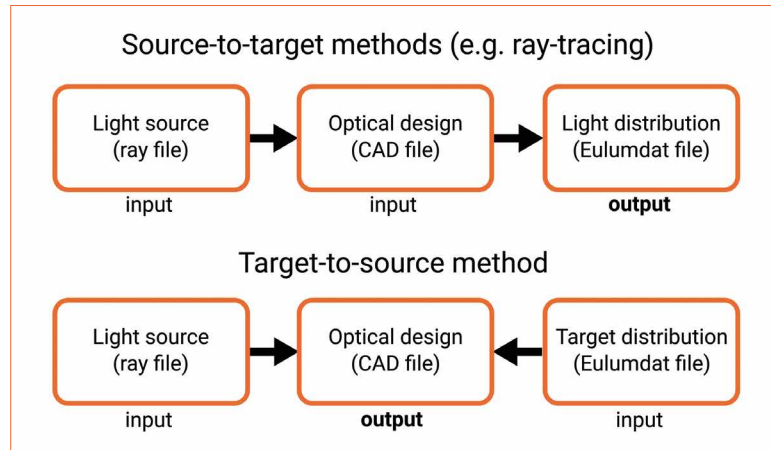 Source-to-target methods (e.g. ray-tracing)
Light source
(ray file)
Optical design
(CAD file)
Light distribution
(Eulumdat file)
input
input
output
Target-to-source method
Light source
(ray file)
Optical design
(CAD file)
Target distribution
(Eulumdat file)
input
output
input